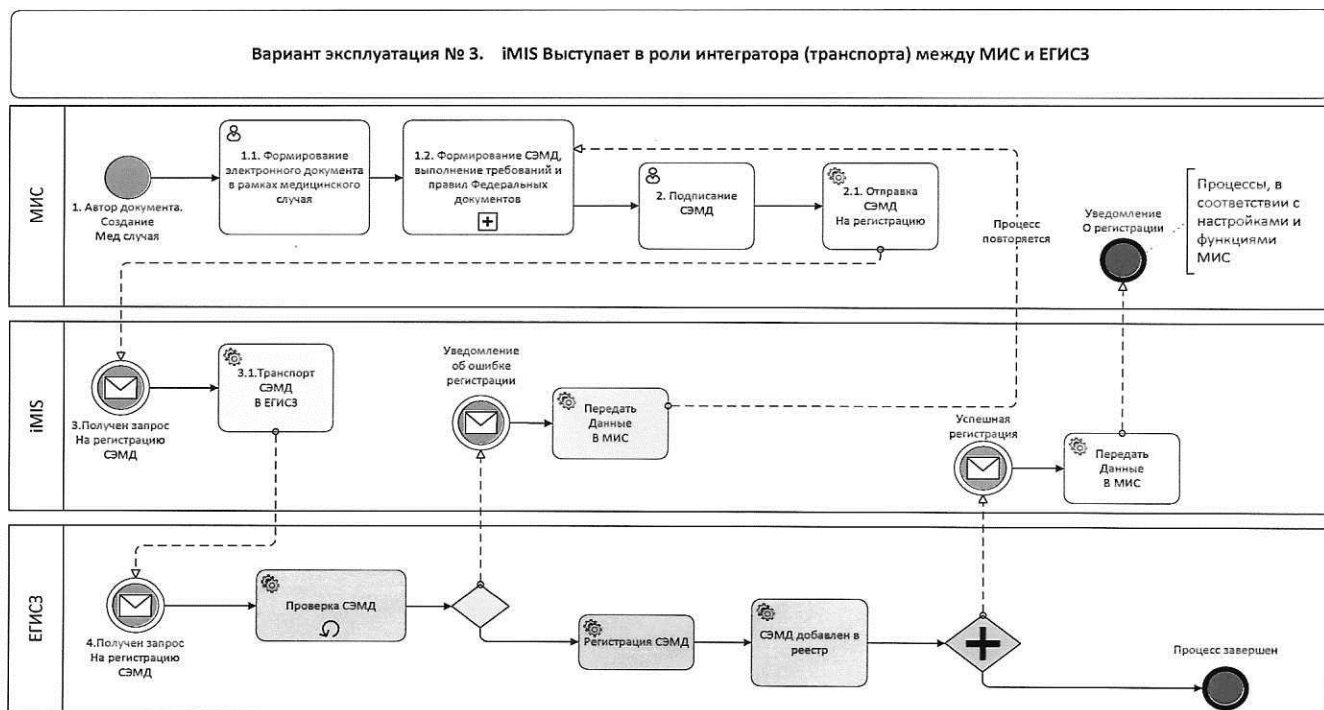 Вариант эксплуатация № 3. iMIS Выступает в роли интегратора (транспорта) между МИС и ЕГИСЗ
МИС
1. Автор документа.
Создание
Мед случая
1.1. Формирование
электронного документа
в рамках медицинского
случая
1.2. Формирование СЭМД,
выполнение требований и
правил Федеральных
документов
2. Подписание
СЭМД
2.1. Отправка
СЭМД
На регистрацию
Процесс
повторяется
Уведомление
О регистрации
Процессы, в
соответствии с
настройками и
функциями
МИС
iMIS
3.Получен запрос
На регистрацию
СЭМД
3.1.Транспорт
СЭМД
В ЕГИСЗ
Уведомление
об ошибке
регистрации
Передать
Данные
В МИС
Успешная
регистрация
Передать
Данные
В МИС
ЕГИСЗ
4.Получен запрос
На регистрацию
СЭМД
Проверка СЭМД
Регистрация СЭМД
СЭМД добавлен в
реестр
Процесс завершен